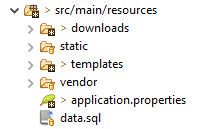 > src/main/resources
> downloads
static
> templates
vendor
> application.properties
data.sql